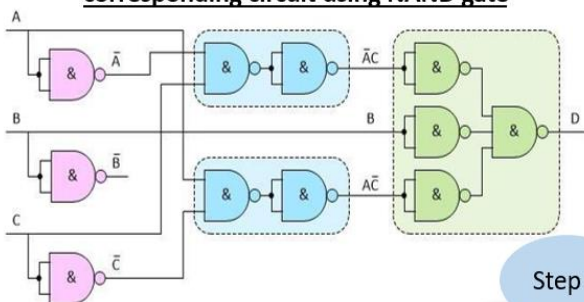 corresponding circuit using NAND gate
A
& Ā & & ĀC &
B B & & D
& B̄
& & AC̄ &
C
& C̄
Step